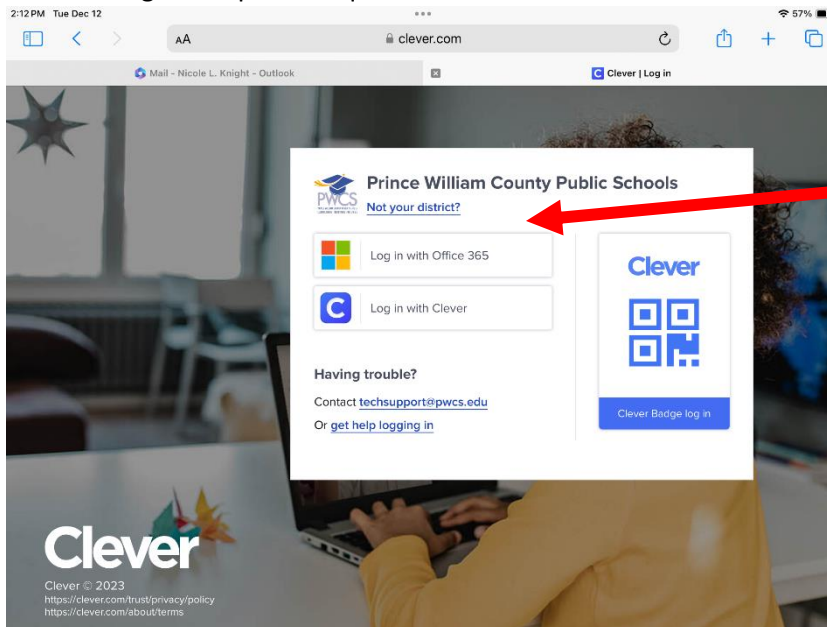 2:12 PM Tue Dec 12
57%
AA
clever.com
Mail - Nicole L. Knight - Outlook
C Clever | Log in
Prince William County Public Schools
PWCS
Not your district?
Log in with Office 365
C Log in with Clever
Clever
Clever Badge log in
Having trouble?
Contact techsupport@pwcs.edu
Or get help logging in
Clever
Clever © 2023
https://clever.com/trust/privacy/policy
https://clever.com/about/terms